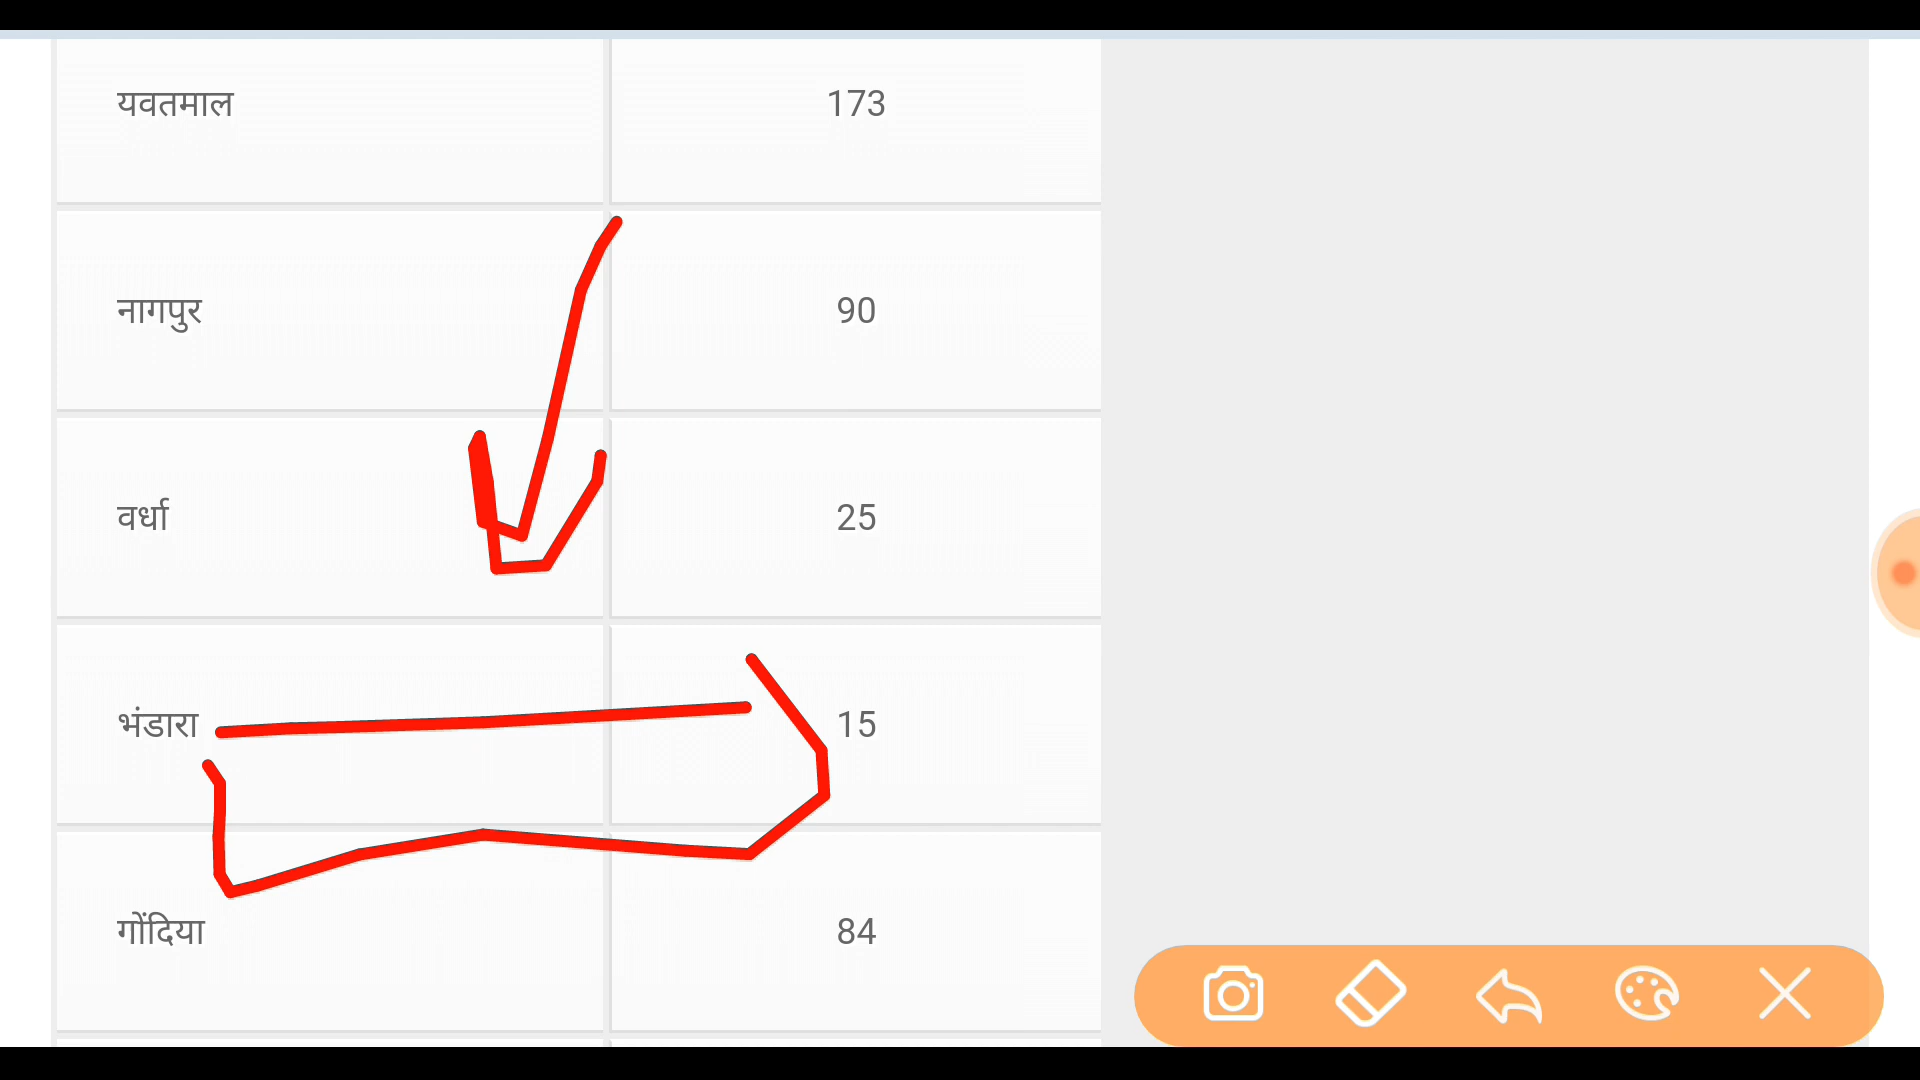 यवतमाल 173
नागपुर 90
वर्धा 25
भंडारा 15
गोंदिया 84